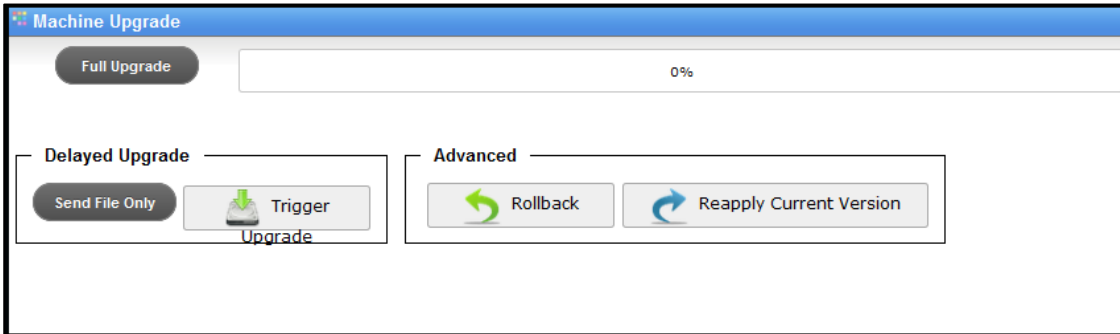 Machine Upgrade
Full Upgrade
0%
Delayed Upgrade
Advanced
Send File Only
Trigger
Upgrade
Rollback
Reapply Current Version